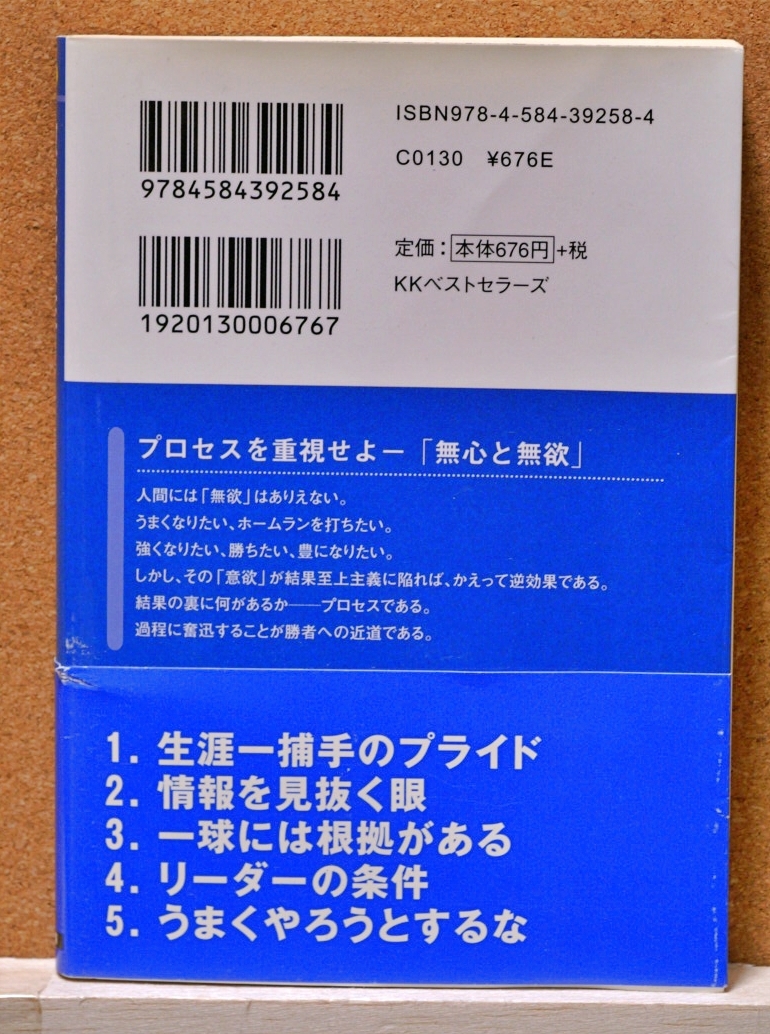 ISBN978-4-584-39258-4
C0130 ¥676E
9784584392584
定価：本体676円+税
KKベストセラーズ
1920130006767
プロセスを重視せよー「無心と無欲」
人間には「無欲」はありえない。
うまくなりたい、ホームランを打ちたい。
強くなりたい、勝ちたい、豊になりたい。
しかし、その「意欲」が結果至上主義に陥れば、かえって逆効果である。
結果の裏に何があるか──プロセスである。
過程に奮迅することが勝者への近道である。
1. 生涯一捕手のプライド
2. 情報を見抜く眼
3. 一球には根拠がある
4. リーダーの条件
5. うまくやろうとするな